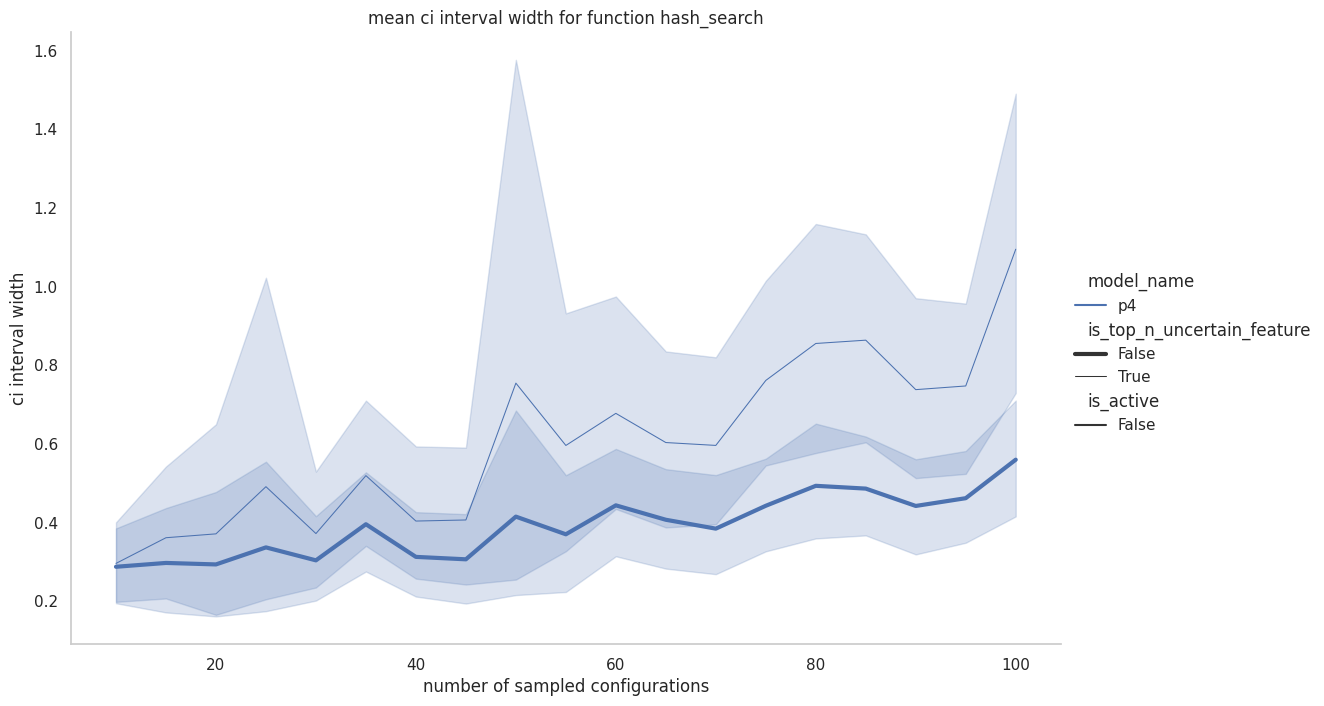 mean ci interval width for function hash_search
1.6
1.4
1.2
1.0
0.8
0.6
0.4
0.2
ci interval width
20
40
60
80
100
number of sampled configurations
model_name
p4
is_top_n_uncertain_feature
False
True
is_active
False